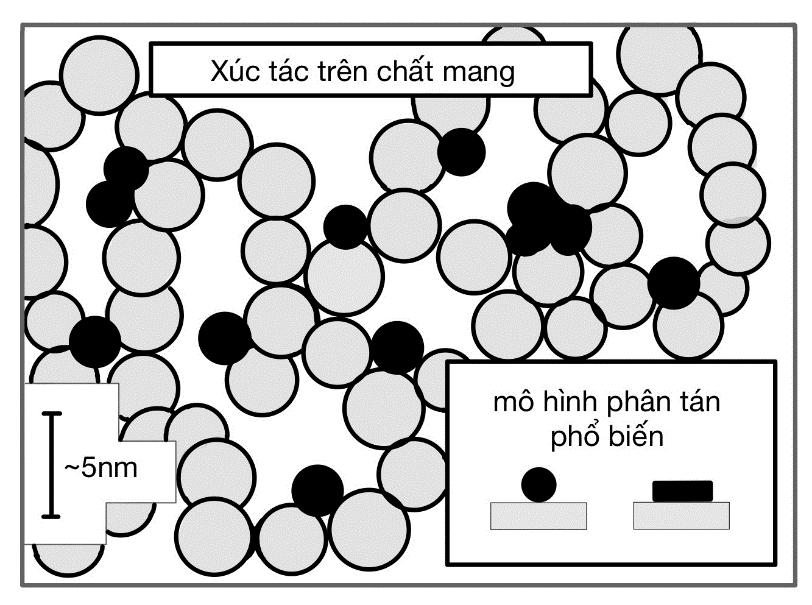 Xúc tác trên chất mang
~5nm
mô hình phân tán
phổ biến